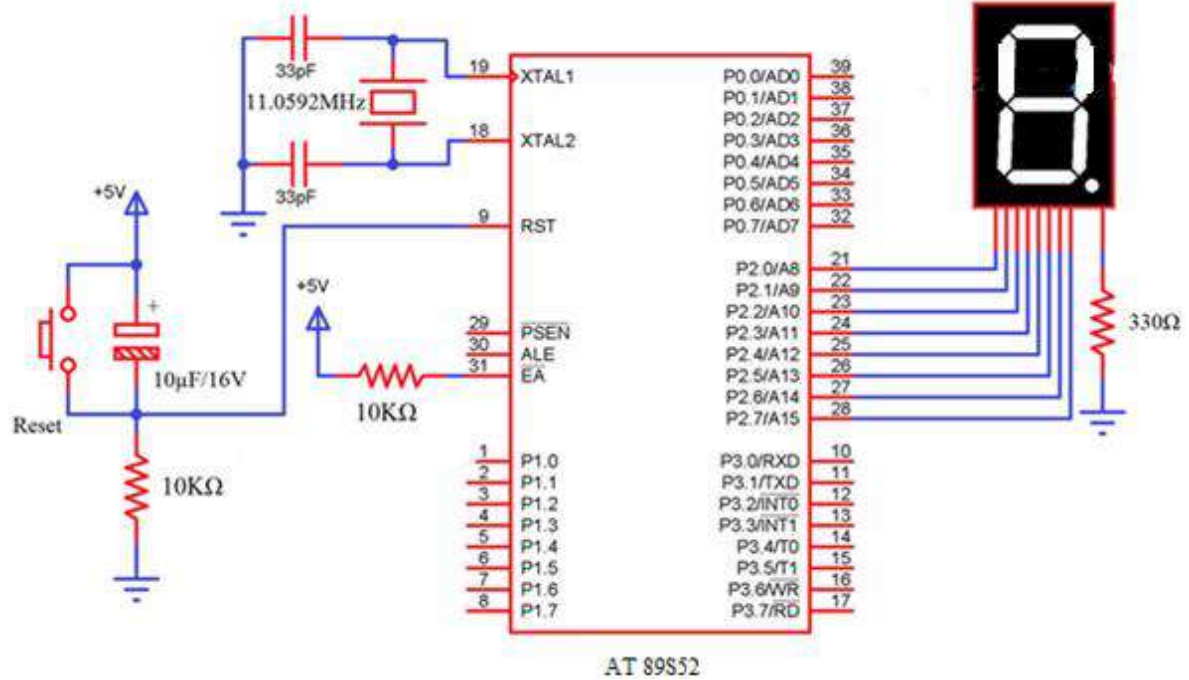 33pF
11.0592MHz
33pF
+5V
+
10µF/16V
Reset
10KΩ
+5V
10KΩ
19 XTAL1
18 XTAL2
9 RST
29 PSEN
30 ALE
31 EA
1 P1.0
2 P1.1
3 P1.2
4 P1.3
5 P1.4
6 P1.5
7 P1.6
8 P1.7
P0.0/AD0 39
P0.1/AD1 38
P0.2/AD2 37
P0.3/AD3 36
P0.4/AD4 35
P0.5/AD5 34
P0.6/AD6 33
P0.7/AD7 32
P2.0/A8 21
P2.1/A9 22
P2.2/A10 23
P2.3/A11 24
P2.4/A12 25
P2.5/A13 26
P2.6/A14 27
P2.7/A15 28
P3.0/RXD 10
P3.1/TXD 11
P3.2/INT0 12
P3.3/INT1 13
P3.4/T0 14
P3.5/T1 15
P3.6/WR 16
P3.7/RD 17
330Ω
AT 89S52